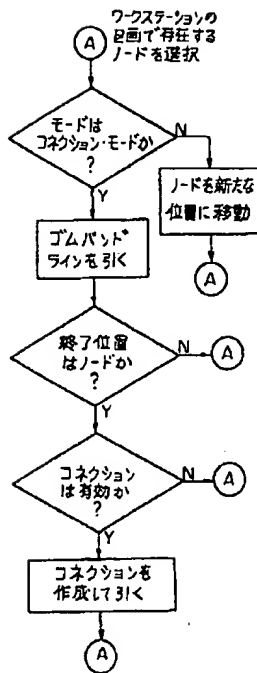 ワークステーションの
区画で存在する
ノードを選択
A
モードは
コネクション・モードか
?
N
Y
ノードを新たな
位置に移動
A
ゴムバンド
ラインを引く
終了位置
はノードか
?
N
A
Y
コネクション
は有効か
?
N
A
Y
コネクションを
作成して引く
A